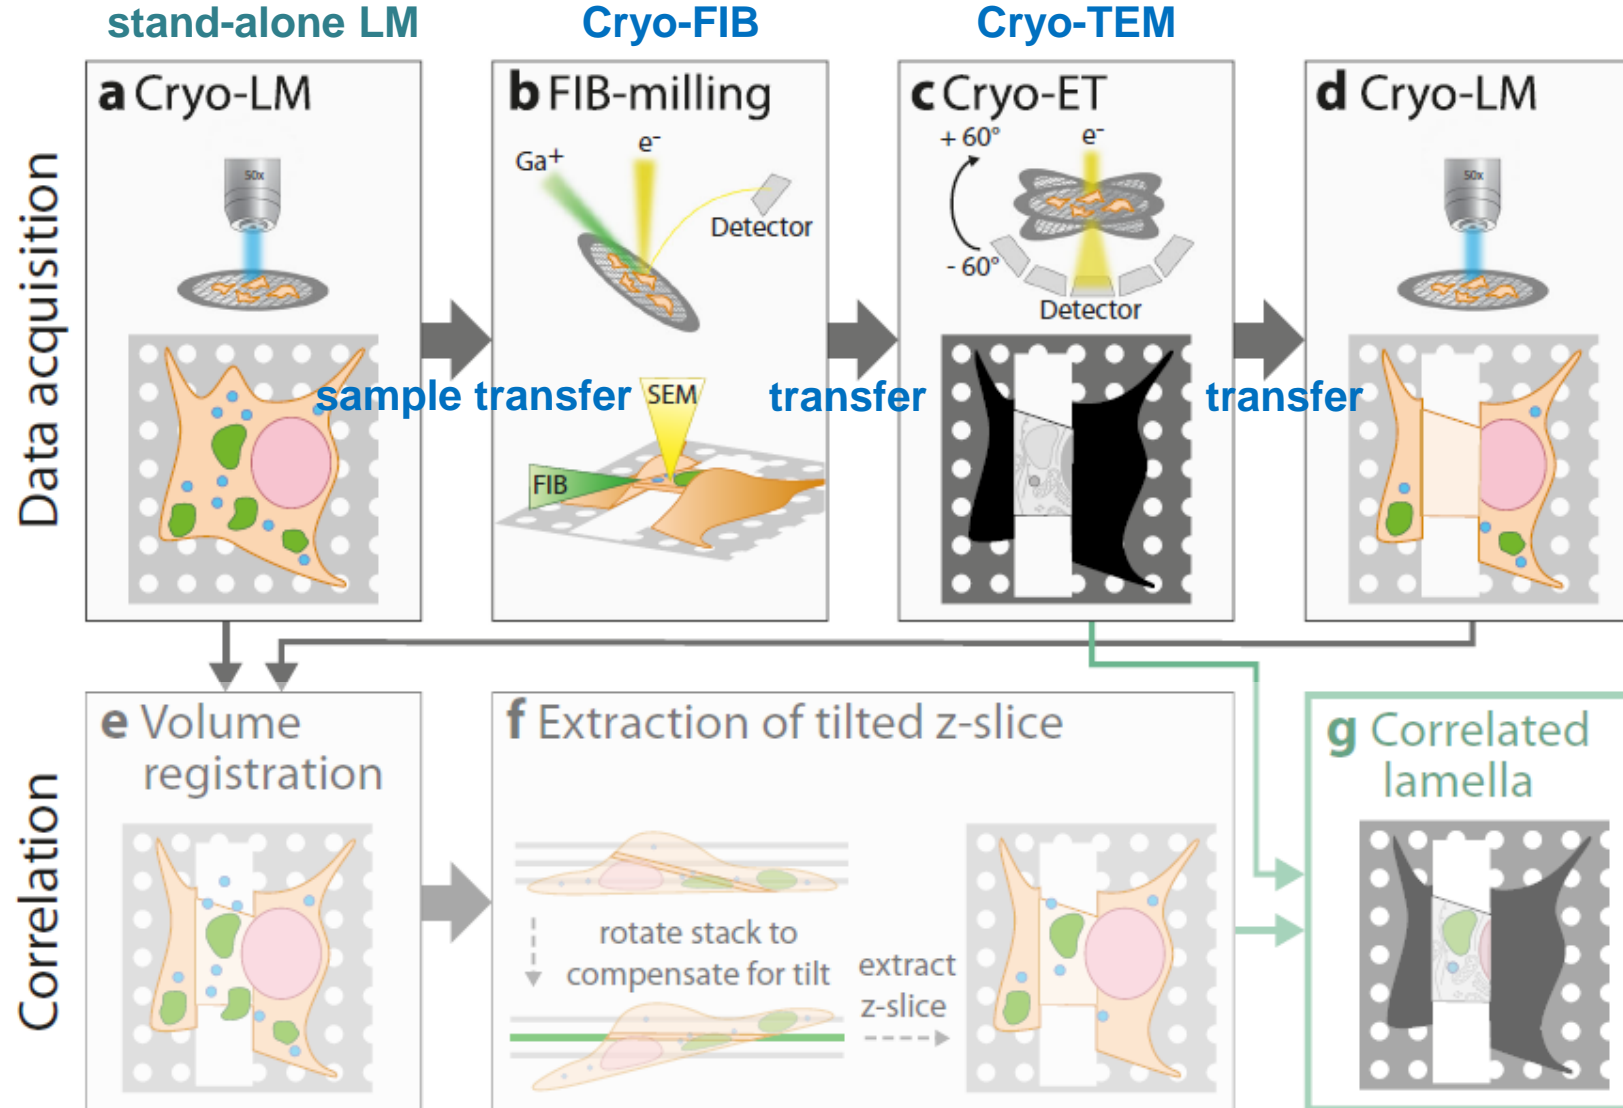 stand-alone LM
Cryo-FIB
Cryo-TEM
Data acquisition
a Cryo-LM
50x
b FIB-milling
Ga+
e-
Detector
SEM
FIB
c Cryo-ET
+ 60°
e-
- 60°
Detector
d Cryo-LM
50x
sample transfer
transfer
transfer
Correlation
e Volume
registration
f Extraction of tilted z-slice
rotate stack to
compensate for tilt
extract
z-slice
g Correlated
lamella